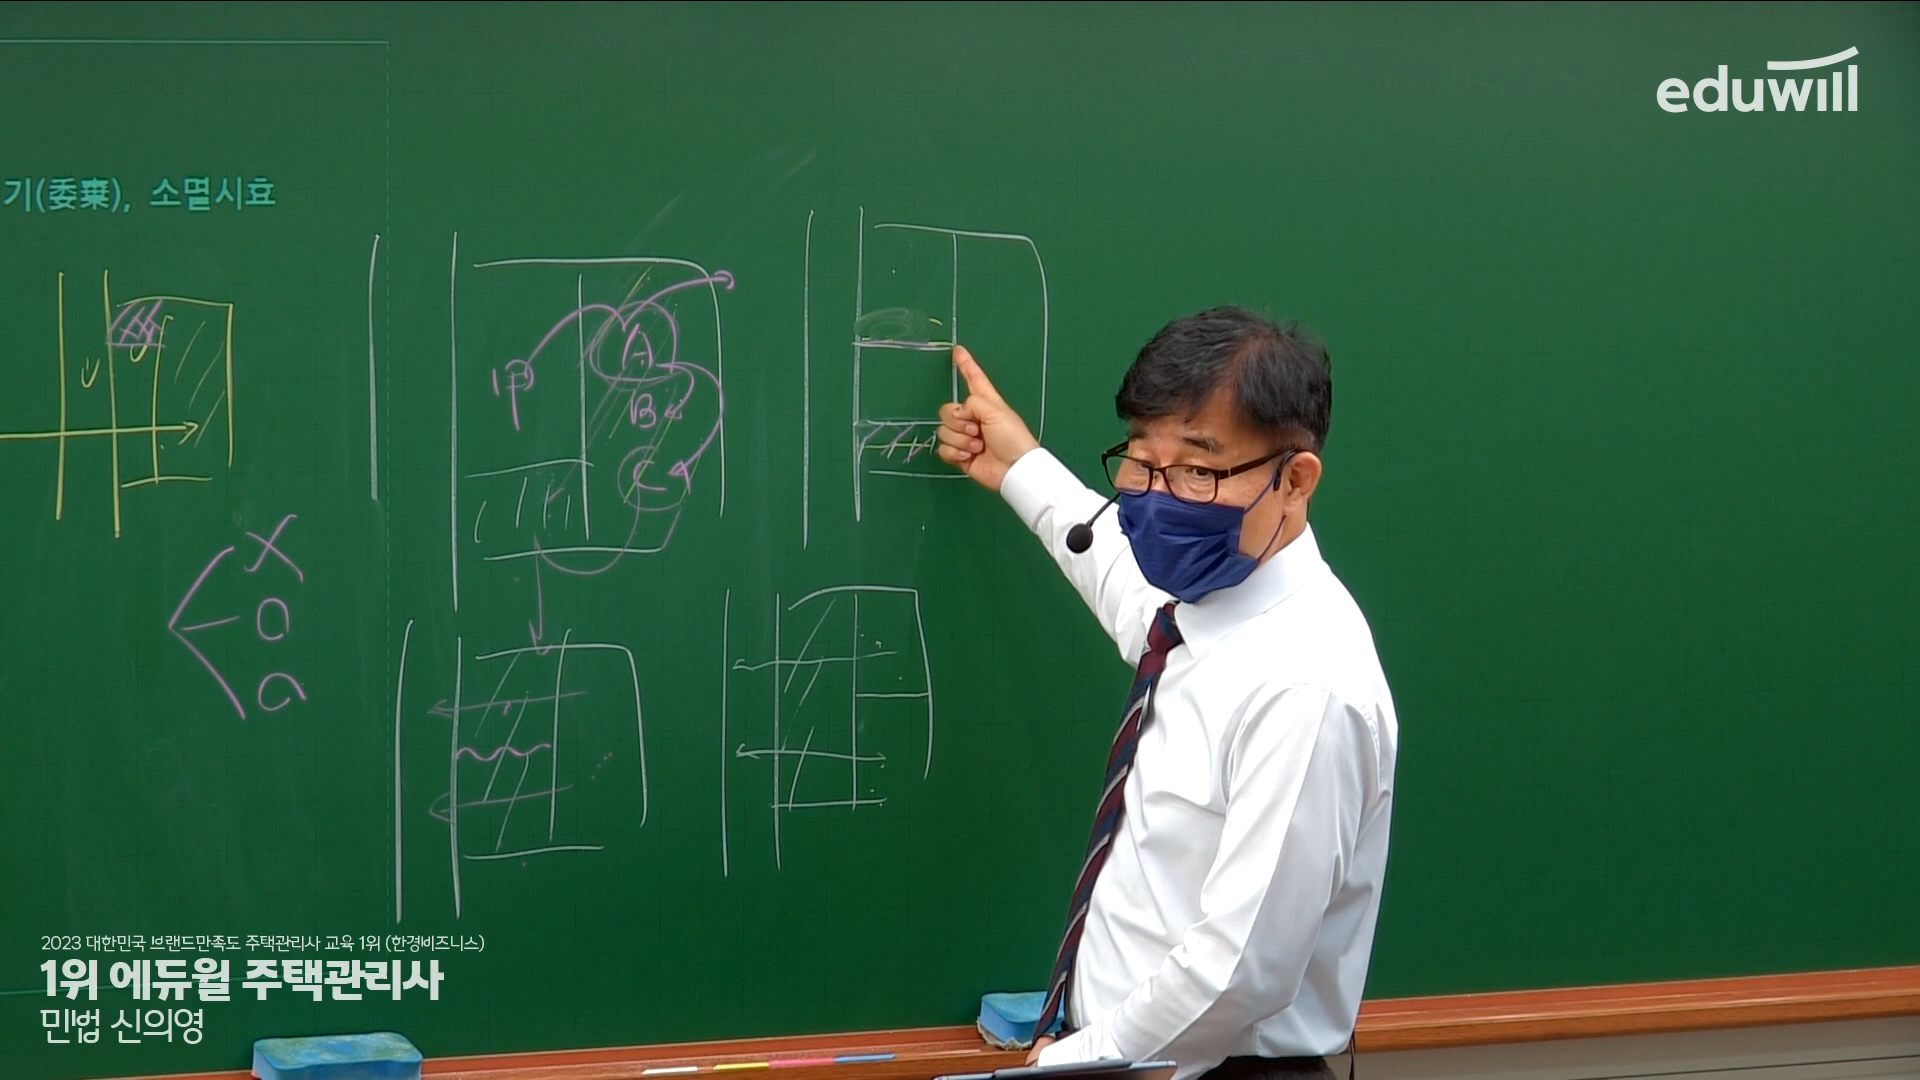 eduwill
기(委棄), 소멸시효
甲
A
B
C
X
O
2023 대한민국 브랜드만족도 주택관리사 교육 1위 (한경비즈니스)
1위 에듀윌 주택관리사
민법 신의영